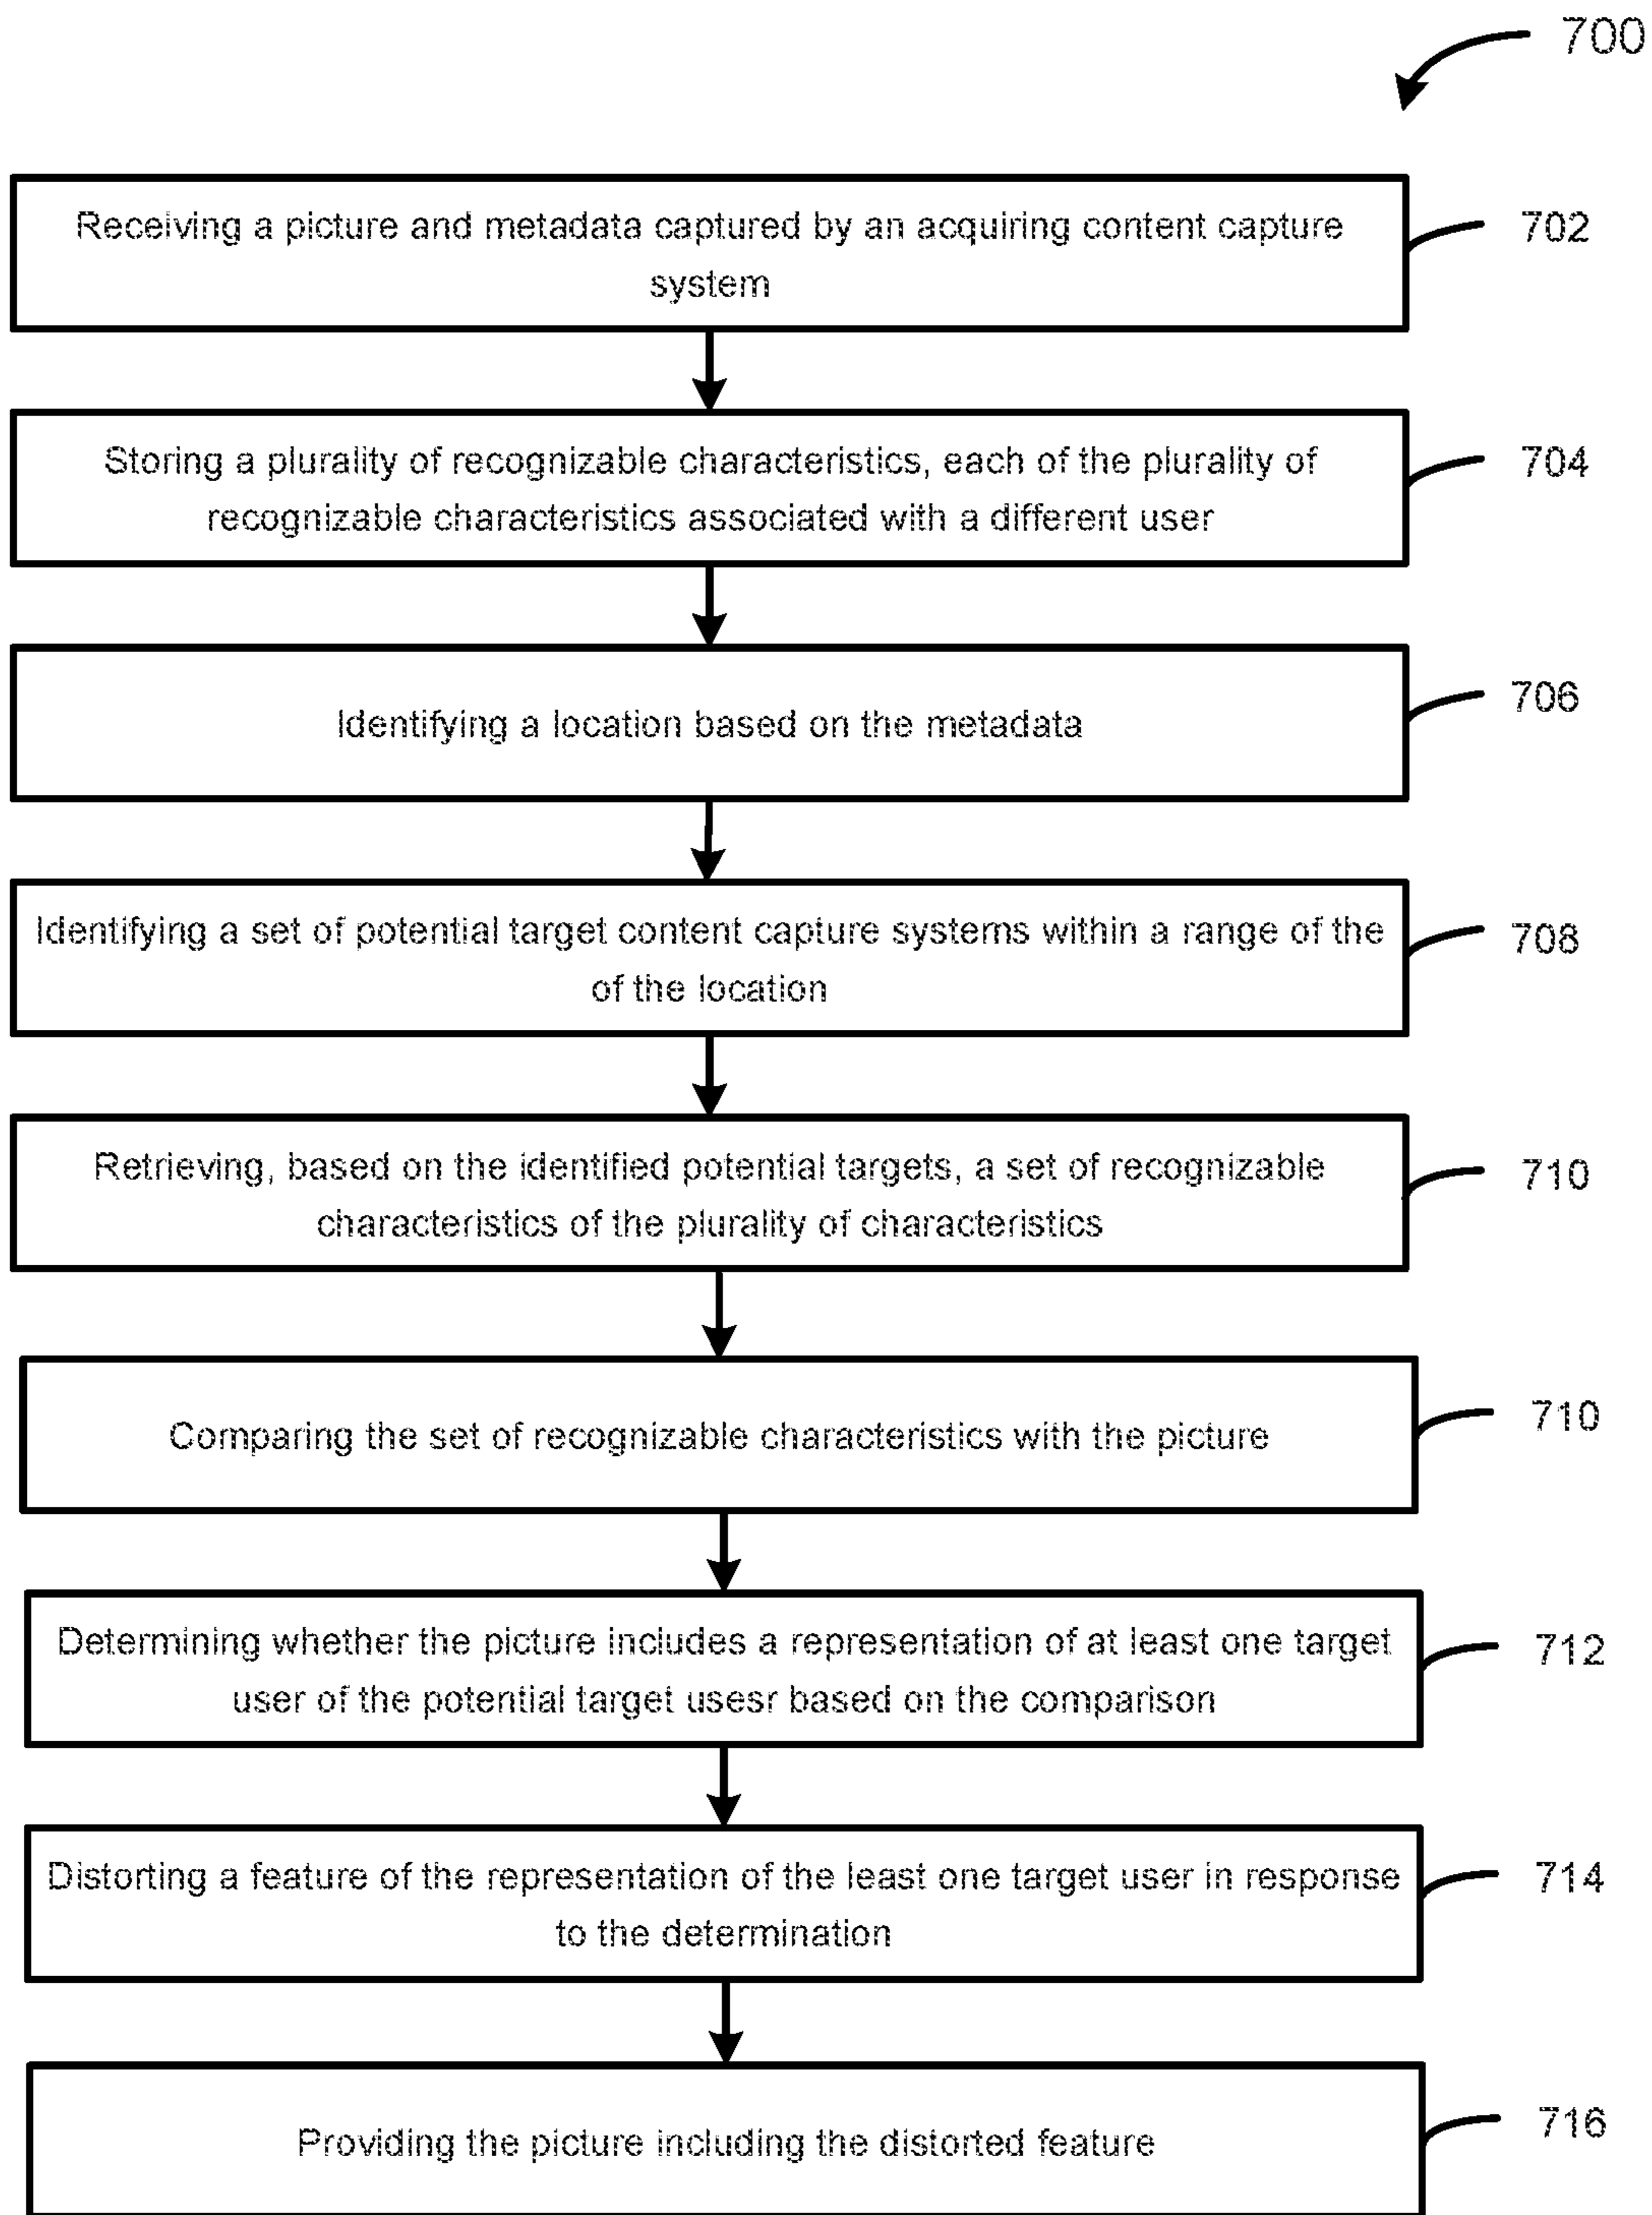 700
Receiving a picture and metadata captured by an acquiring content capture
system
702
Storing a plurality of recognizable characteristics, each of the plurality of
recognizable characteristics associated with a different user
704
Identifying a location based on the metadata
706
Identifying a set of potential target content capture systems within a range of the
of the location
708
Retrieving, based on the identified potential targets, a set of recognizable
characteristics of the plurality of characteristics
710
Comparing the set of recognizable characteristics with the picture
710
Determining whether the picture includes a representation of at least one target
user of the potential target usesr based on the comparison
712
Distorting a feature of the representation of the least one target user in response
to the determination
714
Providing the picture including the distorted feature
716